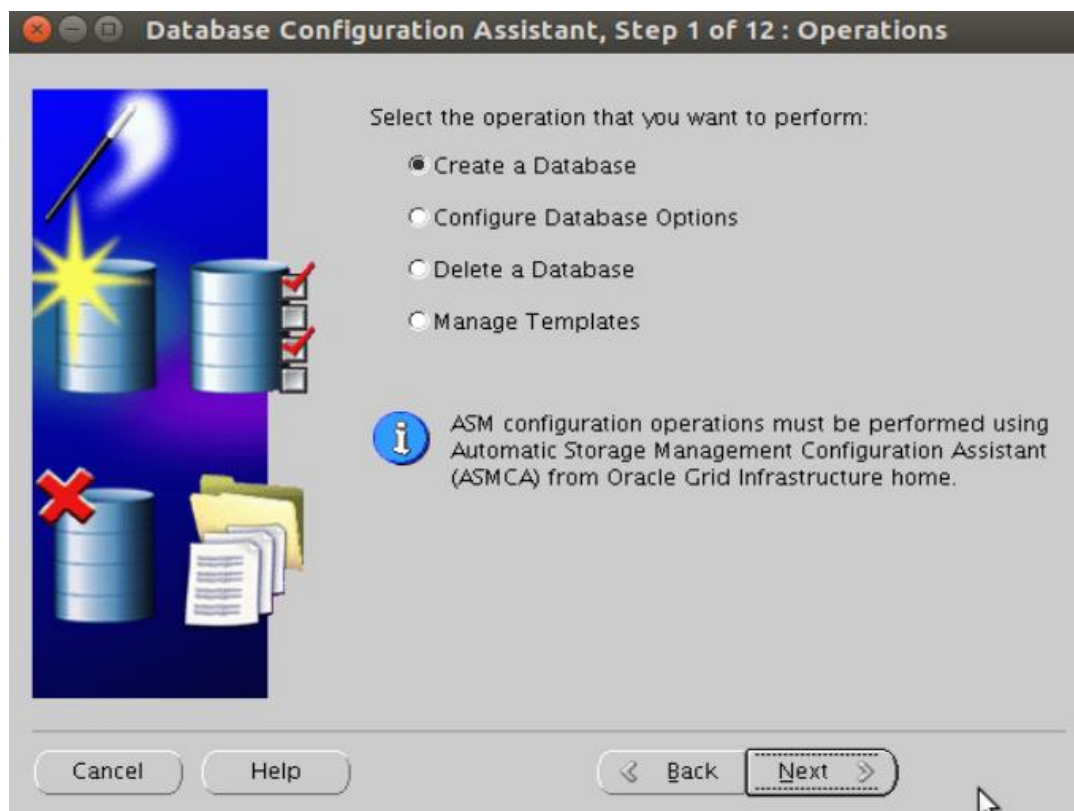 Database Configuration Assistant, Step 1 of 12 : Operations
Select the operation that you want to perform:
Create a Database
Configure Database Options
Delete a Database
Manage Templates
ASM configuration operations must be performed using
Automatic Storage Management Configuration Assistant
(ASMCA) from Oracle Grid Infrastructure home.
Cancel
Help
Back
Next